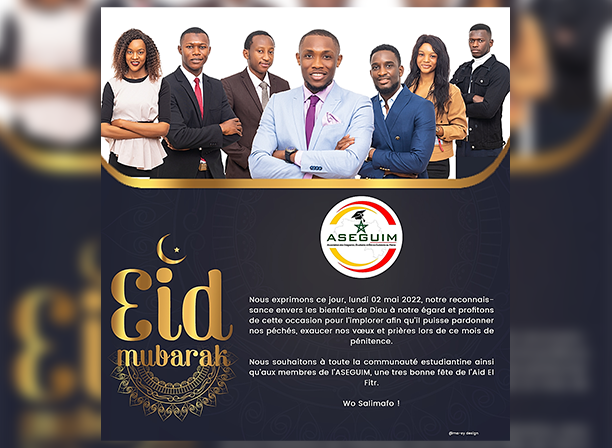 ASEGUIM
Eid
mubarak
Nous exprimons ce jour, lundi 02 mai 2022, notre reconnais-
sance envers les bienfaits de Dieu à notre égard et profitons
de cette occasion pour l'implorer afin qu'il puisse pardonner
nos péchés, exaucer nos vœux et prières lors de ce mois de
pénitence.
Nous souhaitons à toute la communauté estudiantine ainsi
qu'aux membres de l'ASEGUIM, une tres bonne fête de l'Aid El
Fitr.
Wo Salimafo !